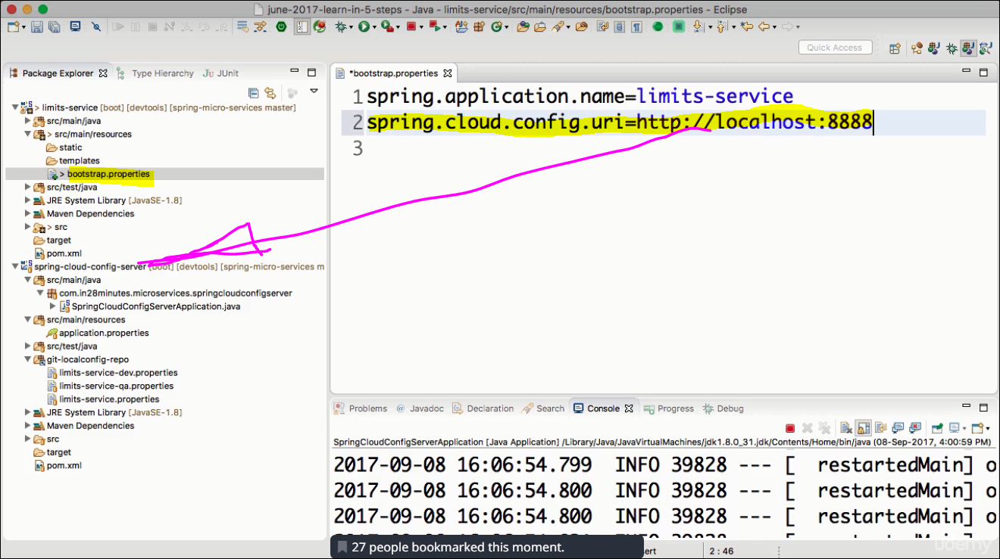 june-2017-learn-in-5-steps - Java - limits-service/src/main/resources/bootstrap.properties - Eclipse
Quick Access
Package Explorer
Type Hierarchy
JUnit
> limits-service [boot] [devtools] [spring-micro-services master]
src/main/java
> src/main/resources
static
templates
> bootstrap.properties
src/test/java
JRE System Library [JavaSE-1.8]
Maven Dependencies
> src
target
pom.xml
spring-cloud-config-server [boot] [devtools] [spring-micro-services m
src/main/java
com.in28minutes.microservices.springcloudconfigserver
SpringCloudConfigServerApplication.java
src/main/resources
application.properties
src/test/java
git-localconfig-repo
limits-service-dev.properties
limits-service-qa.properties
limits-service.properties
JRE System Library [JavaSE-1.8]
Maven Dependencies
src
target
pom.xml
*bootstrap.properties
1 spring.application.name=limits-service
2 spring.cloud.config.uri=http://localhost:8888
3
Problems @ Javadoc Declaration Search Console Progress Debug
SpringCloudConfigServerApplication [Java Application] /Library/Java/JavaVirtualMachines/jdk1.8.0_31.jdk/Contents/Home/bin/java (08-Sep-2017, 4:00:59 PM)
2017-09-08 16:06:54.799 INFO 39828 --- [ restartedMain] o
2017-09-08 16:06:54.800 INFO 39828 --- [ restartedMain] o
2017-09-08 16:06:54.800 INFO 39828 --- [ restartedMain] o
27 people bookmarked this moment.
ert
2 : 46
udemy